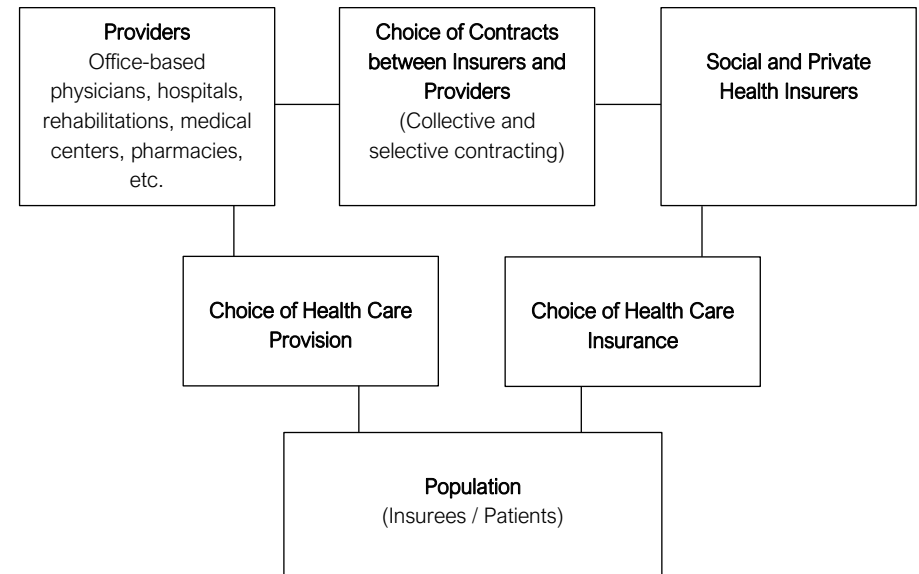 Providers
Office-based
physicians, hospitals,
rehabilitations, medical
centers, pharmacies,
etc.
Choice of Contracts
between Insurers and
Providers
(Collective and
selective contracting)
Social and Private
Health Insurers
Choice of Health Care
Provision
Choice of Health Care
Insurance
Population
(Insurees / Patients)